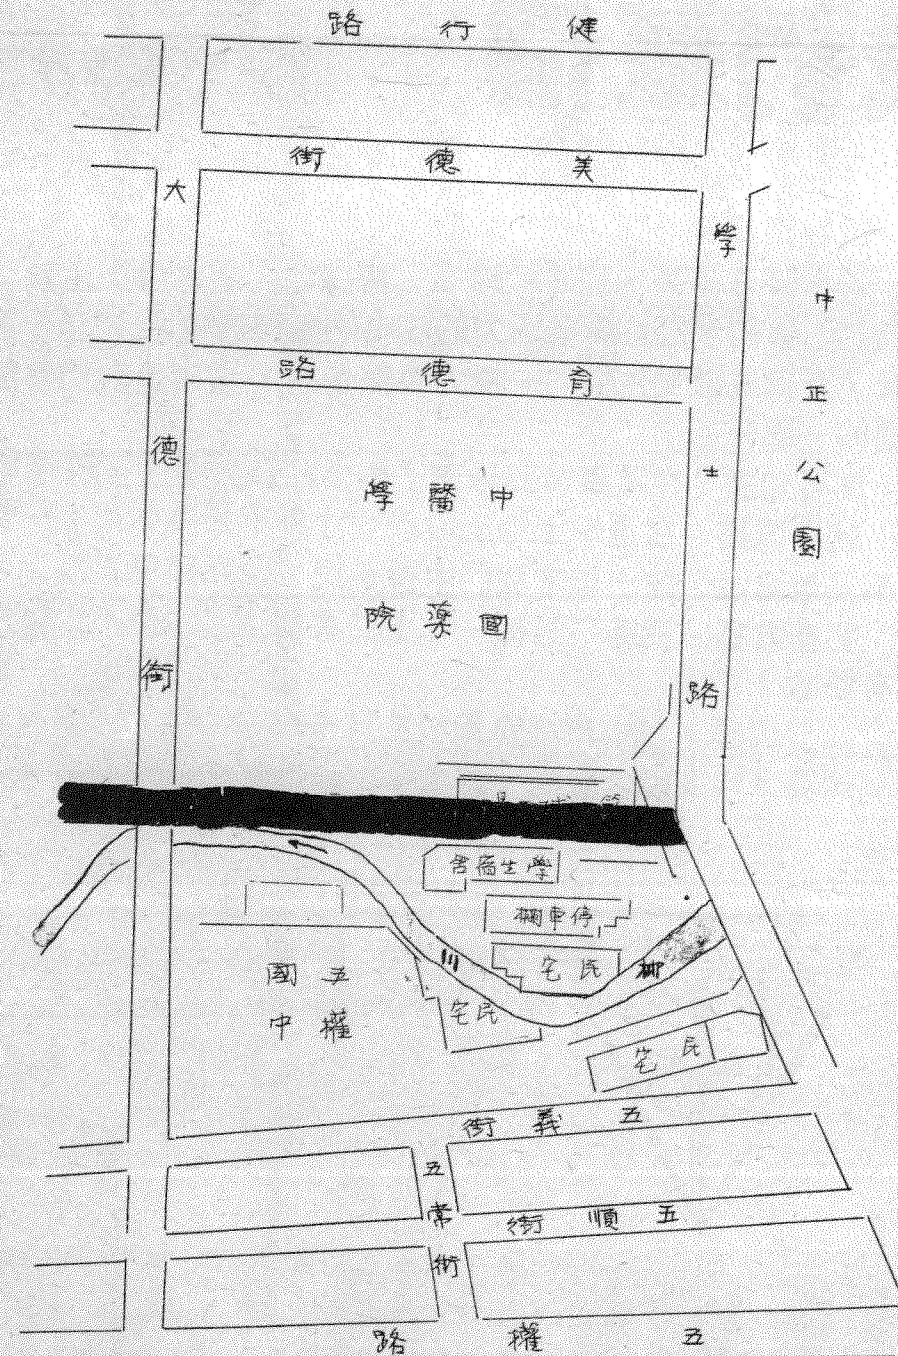 健行路
美德街
大德街
學士路
中正公園
育德路
中國醫藥學院
學生宿舍
停車棚
民宅
柳川
五權國中
民宅
民宅
五義街
五常街
五順街
五權路